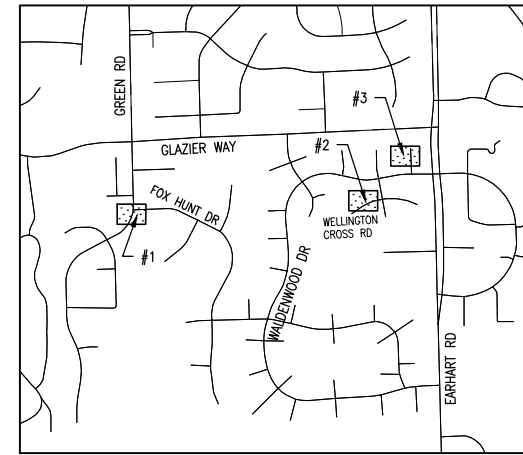 GREEN RD
#3
GLAZIER WAY
#2
FOX HUNT DR
WELLINGTON
CROSS RD
#1
WALDENWOOD DR
EARHART RD